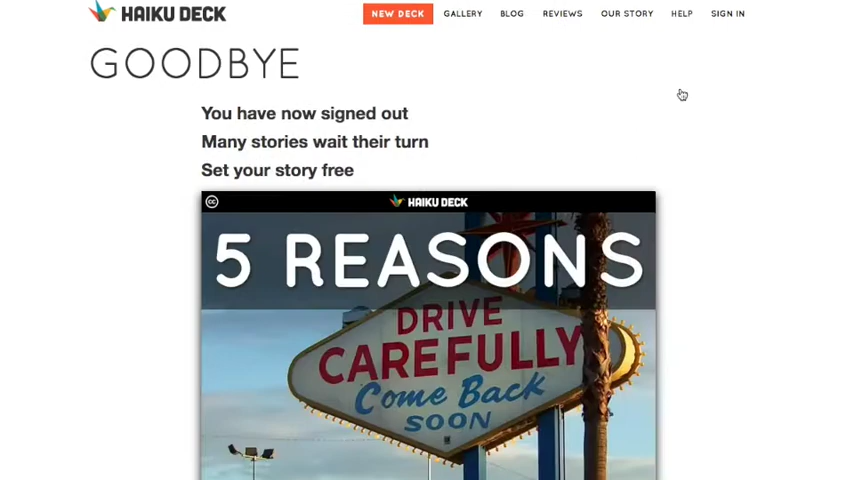 HAIKU DECK
NEW DECK GALLERY BLOG REVIEWS OUR STORY HELP SIGN IN
GOODBYE
You have now signed out
Many stories wait their turn
Set your story free
cc
HAIKU DECK
5 REASONS
DRIVE
CAREFULLY
Come Back
SOON